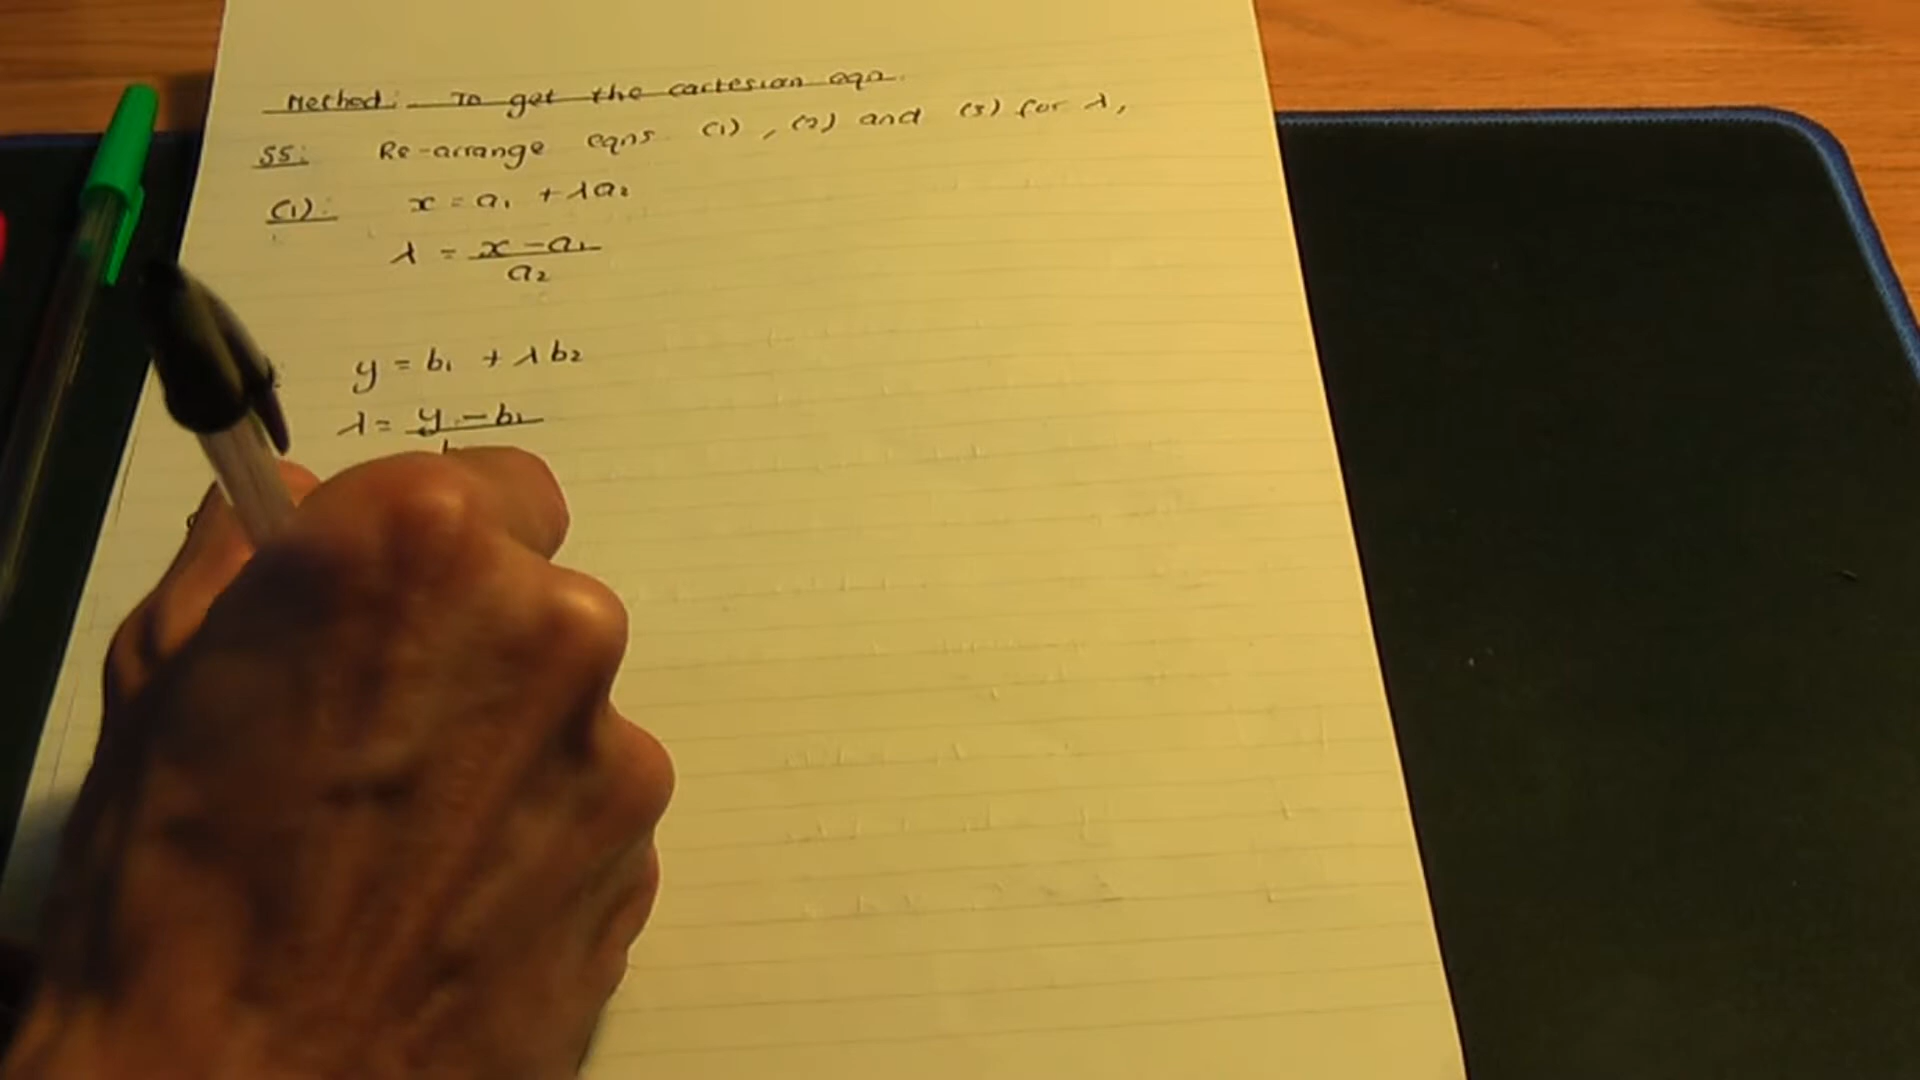 Method: To get the cartesian eqn.
S5: Re-arrange eqns (1), (2) and (3) for λ,
(1): x = a₁ + λa₂
λ = x - a₁
a₂
y = b₁ + λb₂
λ = y - b₁